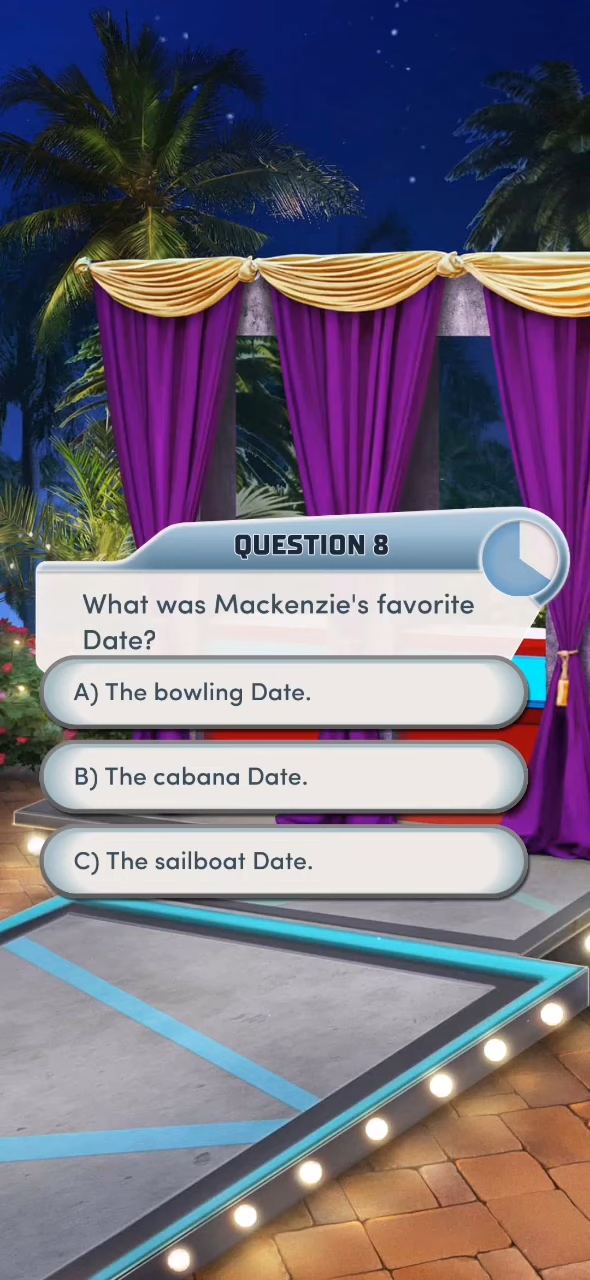 QUESTION 8
What was Mackenzie's favorite
Date?
A) The bowling Date.
B) The cabana Date.
C) The sailboat Date.